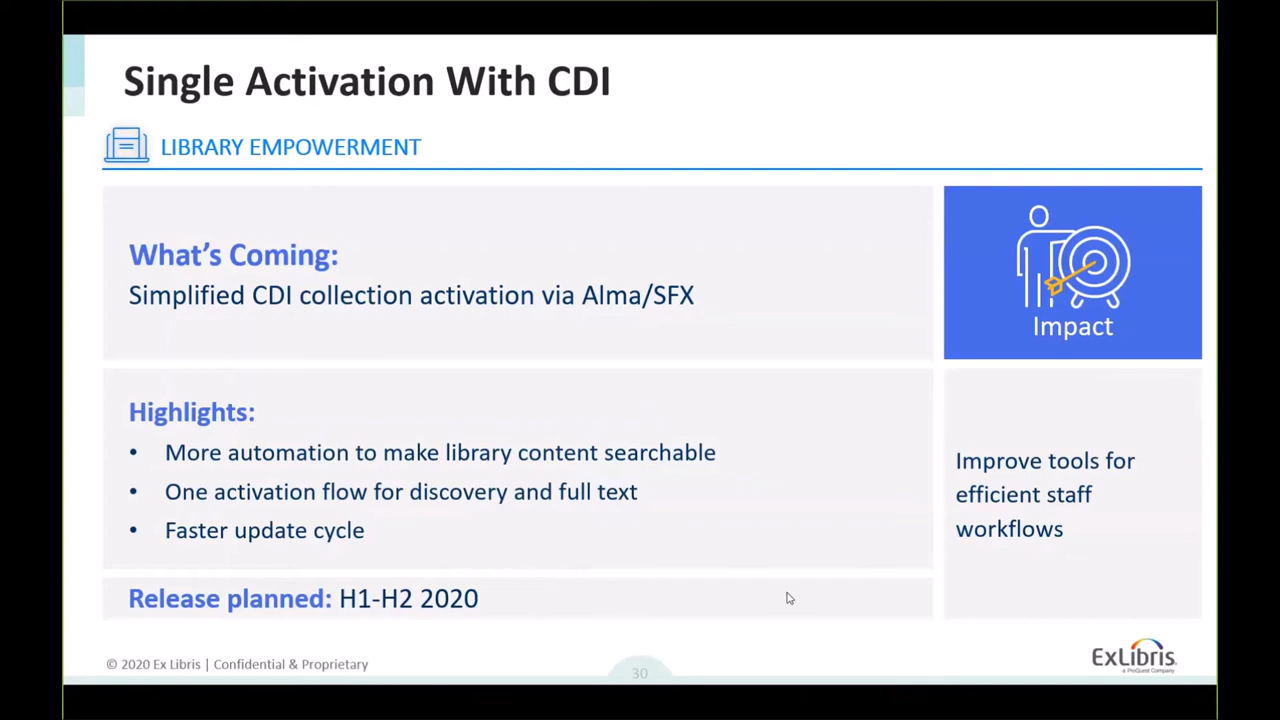 Single Activation With CDI
LIBRARY EMPOWERMENT
What's Coming:
Simplified CDI collection activation via Alma/SFX
Impact
Highlights:
• More automation to make library content searchable
• One activation flow for discovery and full text
• Faster update cycle
Improve tools for
efficient staff
workflows
Release planned: H1-H2 2020
© 2020 Ex Libris | Confidential & Proprietary
30
ExLibris
a ProQuest Company